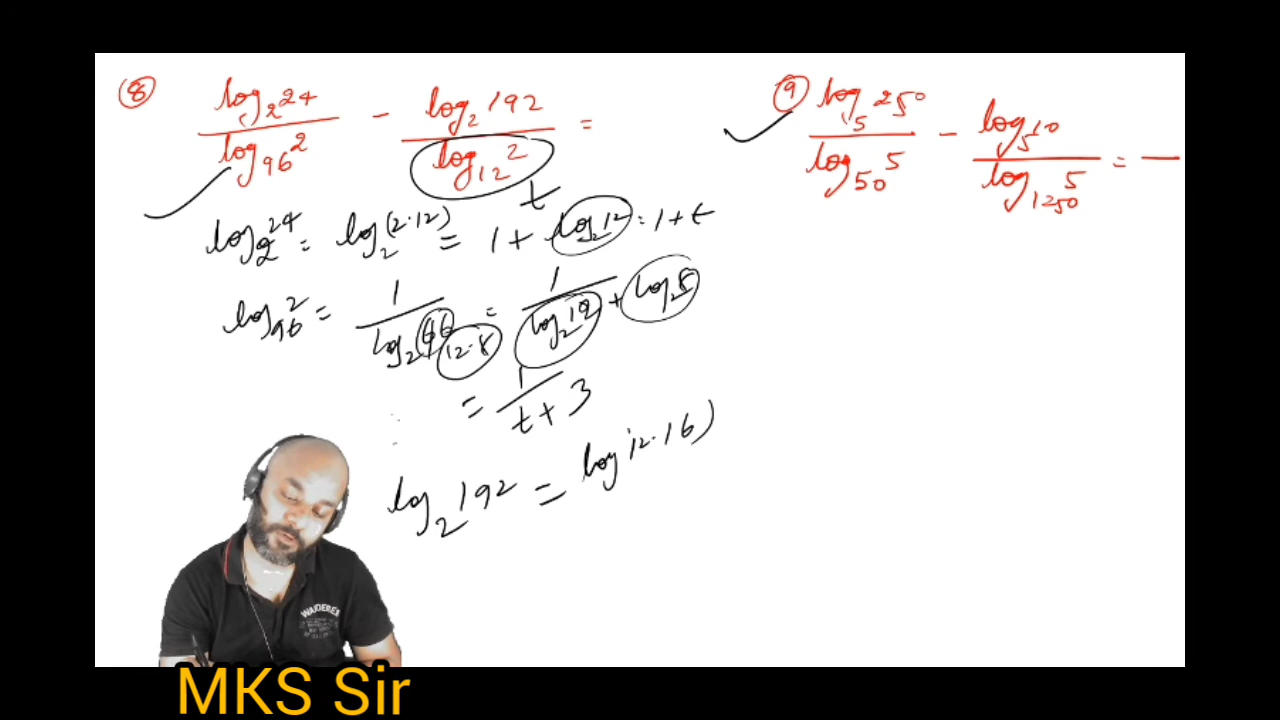 ⑧ log₂24 / log₉₆2 - log₂192 / log₁₂2 =
t
log₂24 = log₂(2·12) = 1 + log₂12 = 1 + t
log₉₆2 = 1 / log₂96 = 1 / log₂12 + log₂8
12·8
= 1 / t + 3
log₂192 = log 12·16)
⑨ log₅250 / log₅₀5 - log₅10 / log₁₂₅₀5 = —
WANDERERS
MKS Sir